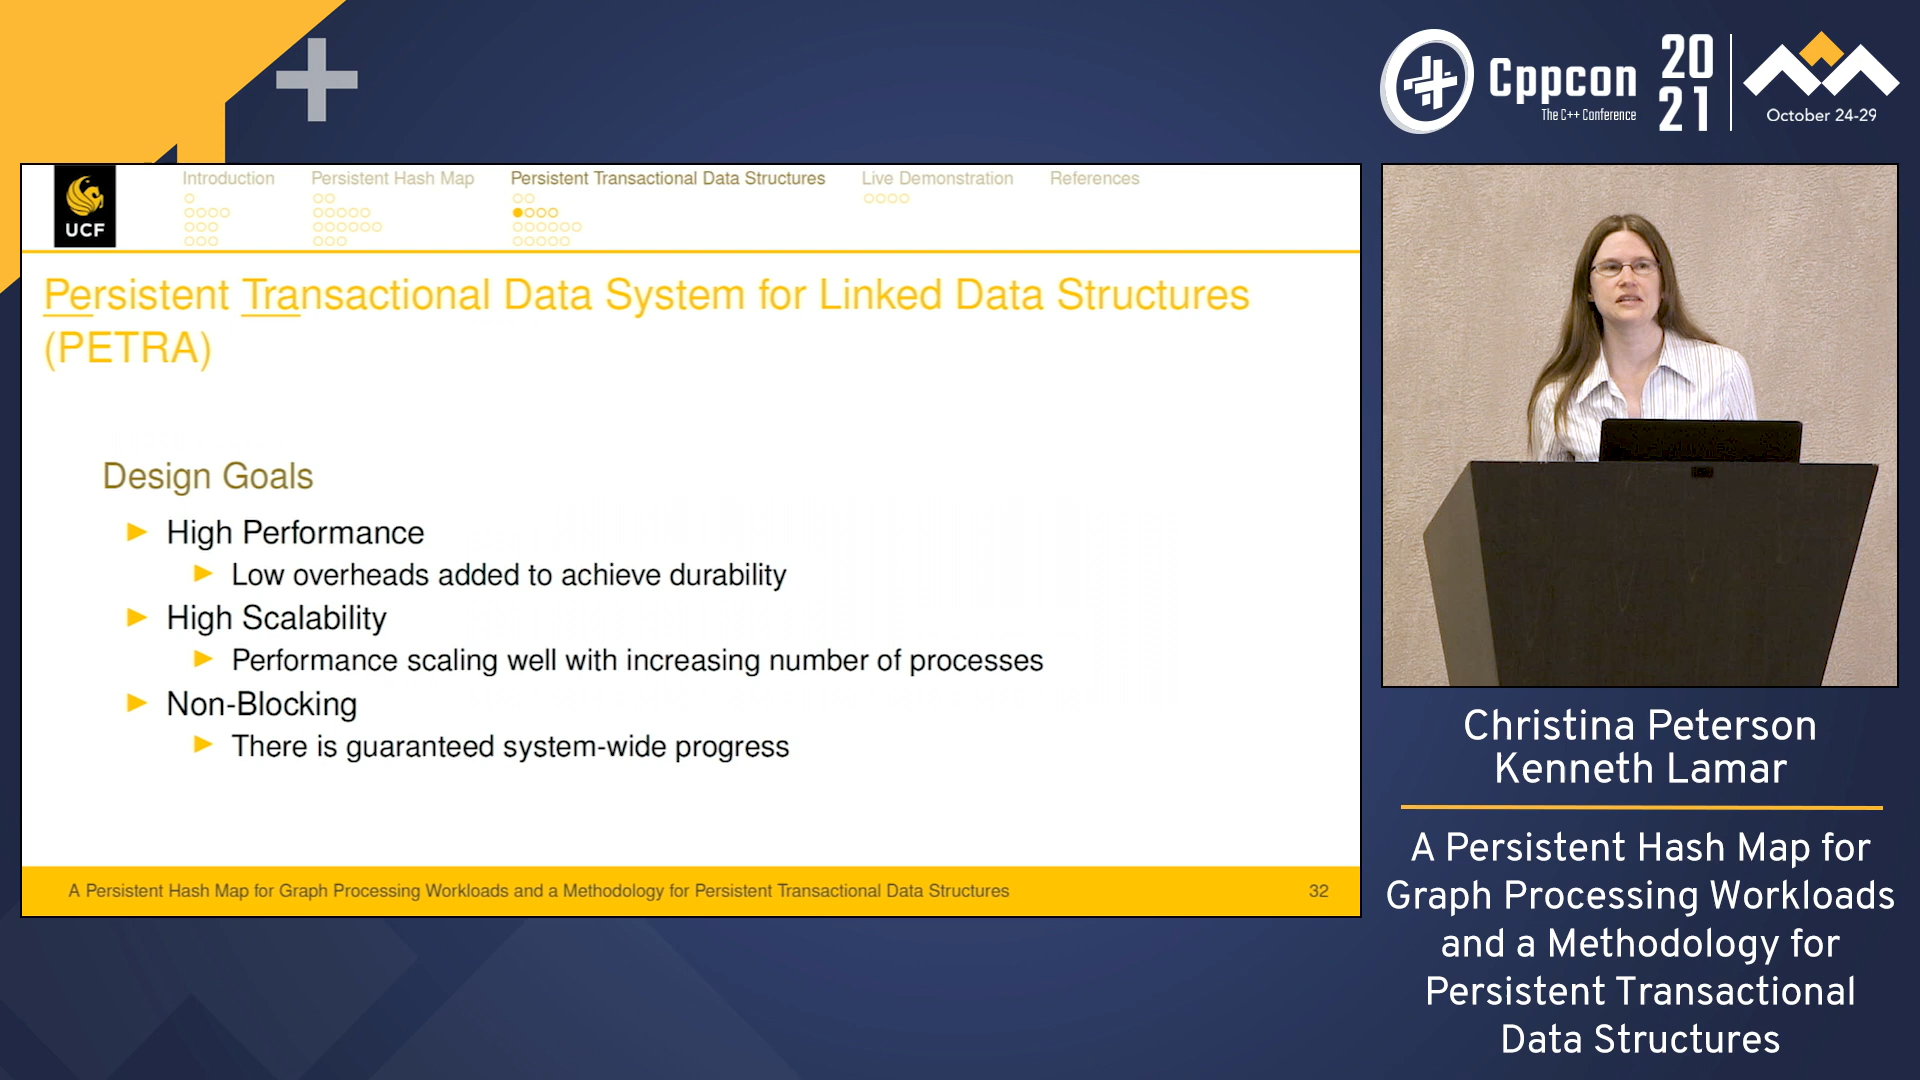 Cppcon
The C++ Conference
20
21
October 24-29
UCF
Introduction
Persistent Hash Map
Persistent Transactional Data Structures
Live Demonstration
References
Persistent Transactional Data System for Linked Data Structures
(PETRA)
Design Goals
High Performance
Low overheads added to achieve durability
High Scalability
Performance scaling well with increasing number of processes
Non-Blocking
There is guaranteed system-wide progress
A Persistent Hash Map for Graph Processing Workloads and a Methodology for Persistent Transactional Data Structures
32
Christina Peterson
Kenneth Lamar
A Persistent Hash Map for
Graph Processing Workloads
and a Methodology for
Persistent Transactional
Data Structures